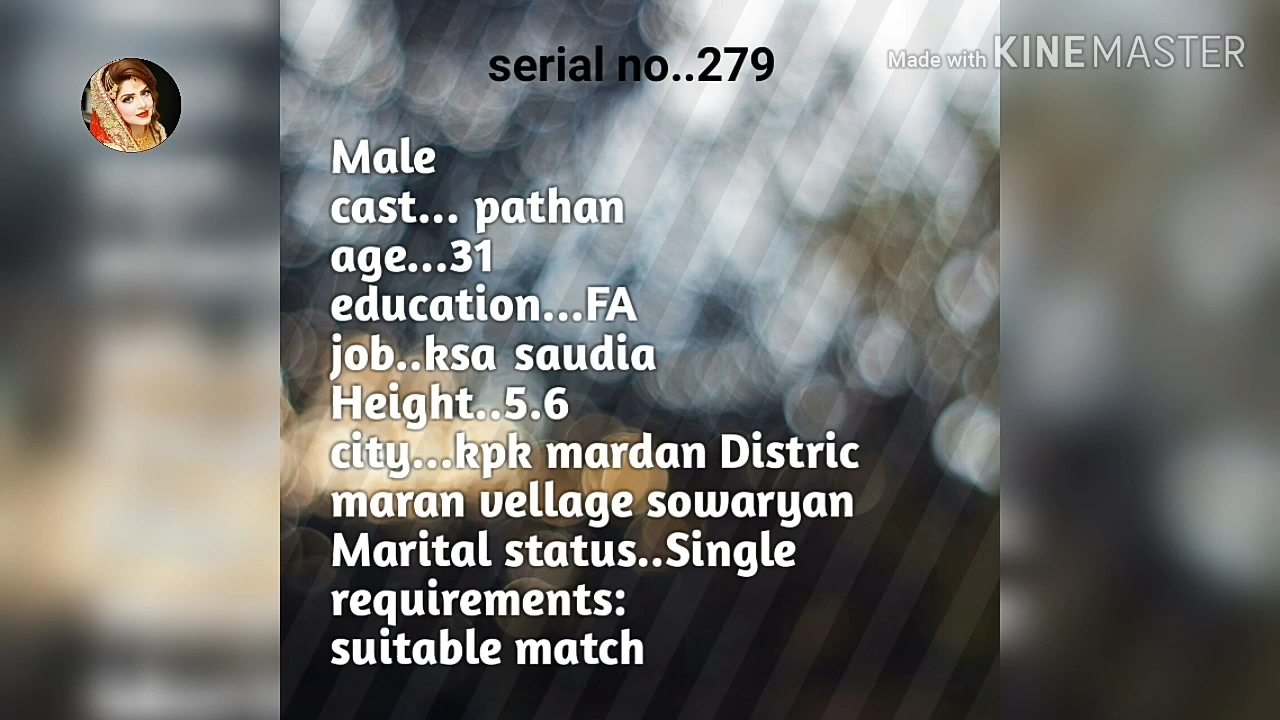 serial no..279
Made with KINEMASTER
Male
cast... pathan
age...31
education...FA
job..ksa saudia
Height..5.6
city...kpk mardan Distric
maran vellage sowaryan
Marital status..Single
requirements:
suitable match